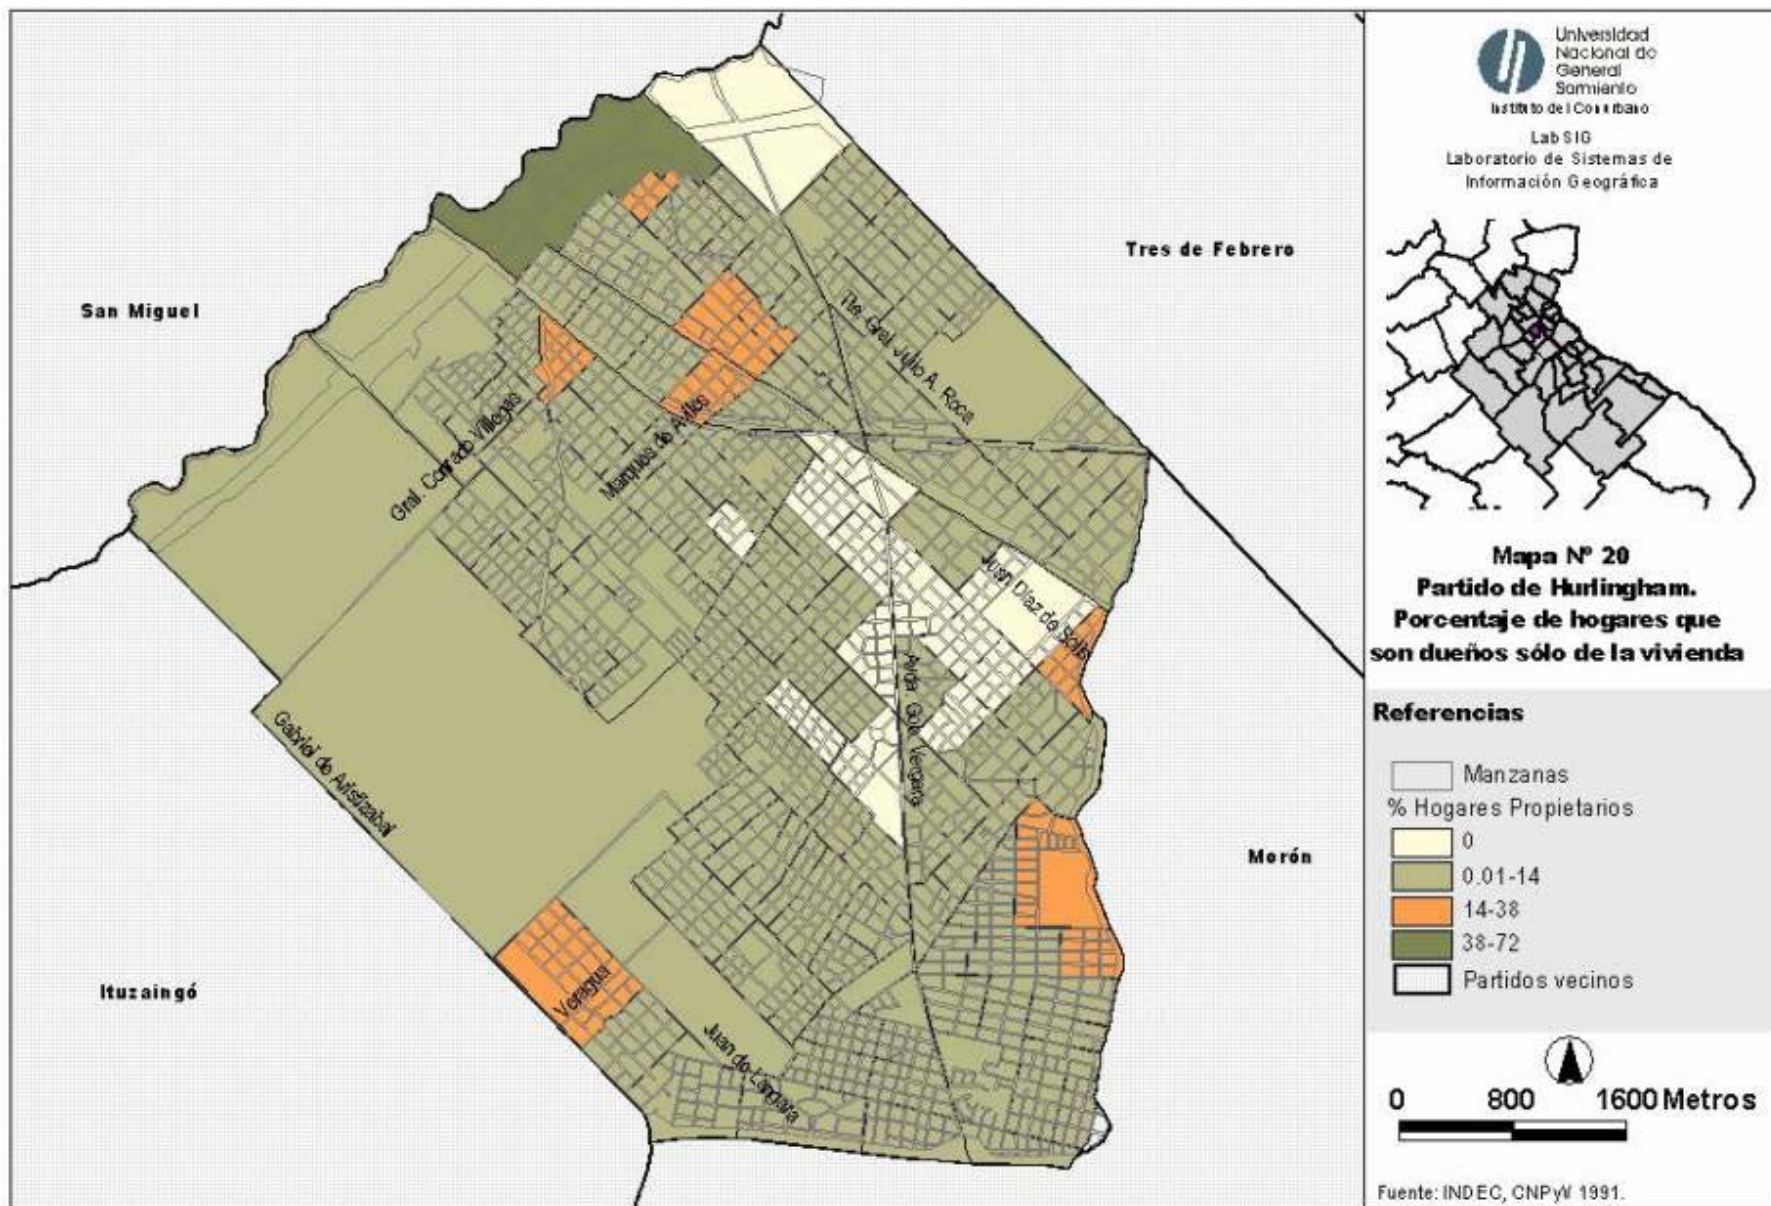 San Miguel
Tres de Febrero
Tte. Gral. Julio A. Roca
Gral. Conrado Villegas
Marques de Aviles
Juan Díaz de Solís
Avda. Gob. Vergara
Gabriel de Aristizabal
Morón
Ituzaingó
Veragua
Juan de Langara
Universidad
Nacional de
General
Sarmiento
Instituto del Conurbano
Lab SIG
Laboratorio de Sistemas de
Información Geográfica
Mapa Nº 20
Partido de Hurlingham.
Porcentaje de hogares que
son dueños sólo de la vivienda
Referencias
Manzanas
% Hogares Propietarios
0
0.01-14
14-38
38-72
Partidos vecinos
0 800 1600 Metros
Fuente: INDEC, CNPyV 1991.